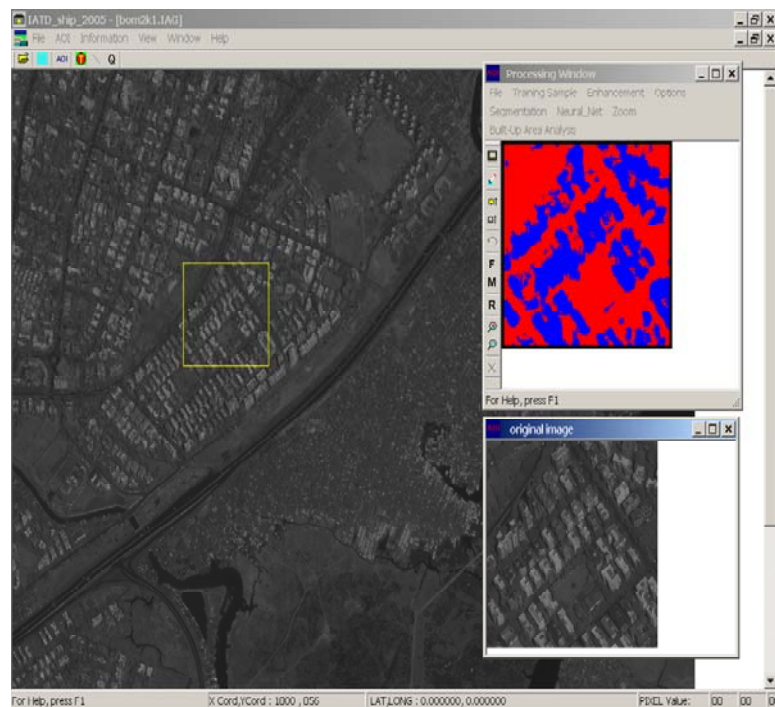 IATD_ship_2005 - [bom2k1.IAG]
File AOI Information View Window Help
AOI T Q
Processing Window
File Training Sample Enhancement Options
Segmentation Neural_Net Zoom
Built-Up Area Analysis
F
M
R
For Help, press F1
original image
For Help, press F1 X Cord,YCord : 1000 , 056 LAT,LONG : 0.000000, 0.000000 PIXEL Value: 00 00